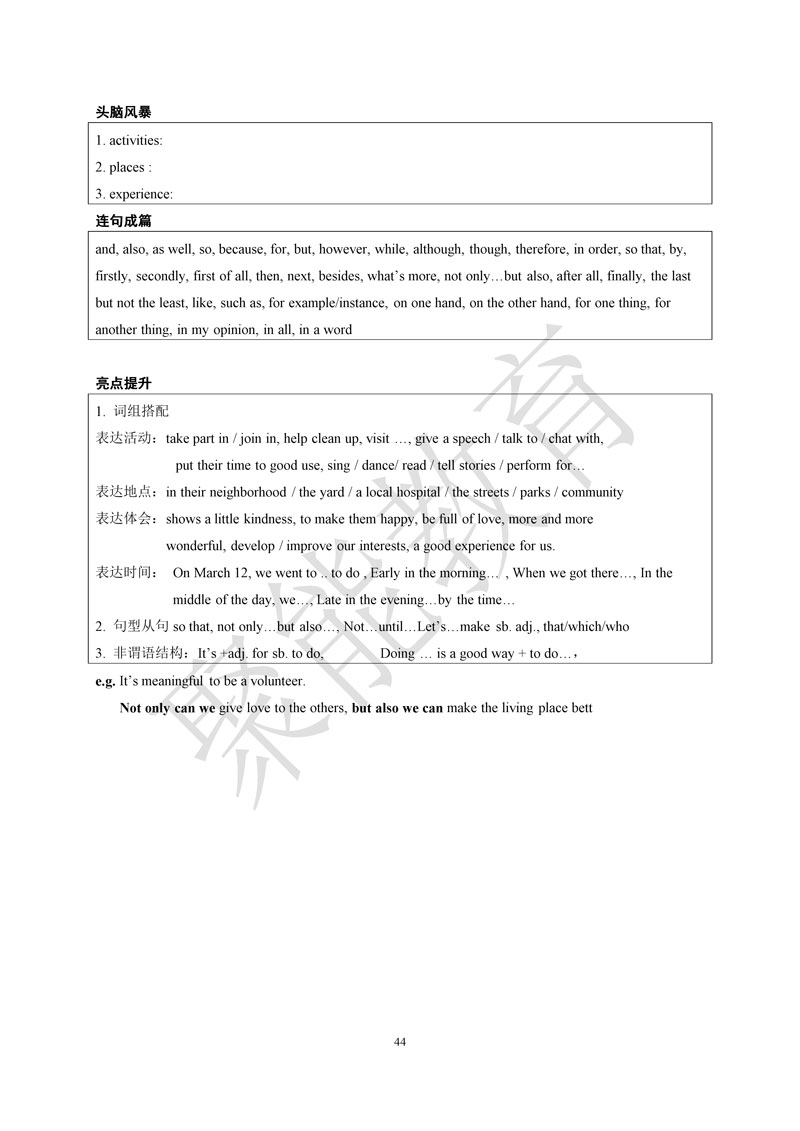 头脑风暴
1. activities:
2. places :
3. experience:
连句成篇
and, also, as well, so, because, for, but, however, while, although, though, therefore, in order, so that, by,
firstly, secondly, first of all, then, next, besides, what’s more, not only…but also, after all, finally, the last
but not the least, like, such as, for example/instance, on one hand, on the other hand, for one thing, for
another thing, in my opinion, in all, in a word
亮点提升
1. 词组搭配
表达活动：take part in / join in, help clean up, visit …, give a speech / talk to / chat with,
put their time to good use, sing / dance/ read / tell stories / perform for…
表达地点：in their neighborhood / the yard / a local hospital / the streets / parks / community
表达体会：shows a little kindness, to make them happy, be full of love, more and more
wonderful, develop / improve our interests, a good experience for us.
表达时间： On March 12, we went to .. to do , Early in the morning… , When we got there…, In the
middle of the day, we…, Late in the evening…by the time…
2. 句型从句 so that, not only…but also…, Not…until…Let’s…make sb. adj., that/which/who
3. 非谓语结构：It’s +adj. for sb. to do, Doing … is a good way + to do…，
e.g. It’s meaningful to be a volunteer.
Not only can we give love to the others, but also we can make the living place bett
聚能教育
44